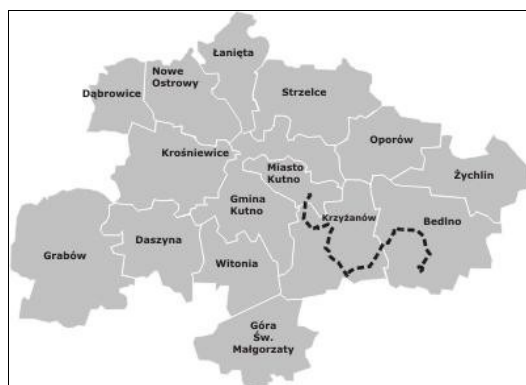 Łanięta
Nowe
Ostrowy
Dąbrowice
Strzelce
Oporów
Krośniewice
Miasto
Kutno
Żychlin
Gmina
Kutno
Krzyżanów
Bedlno
Daszyna
Grabów
Witonia
Góra
Św.
Małgorzaty